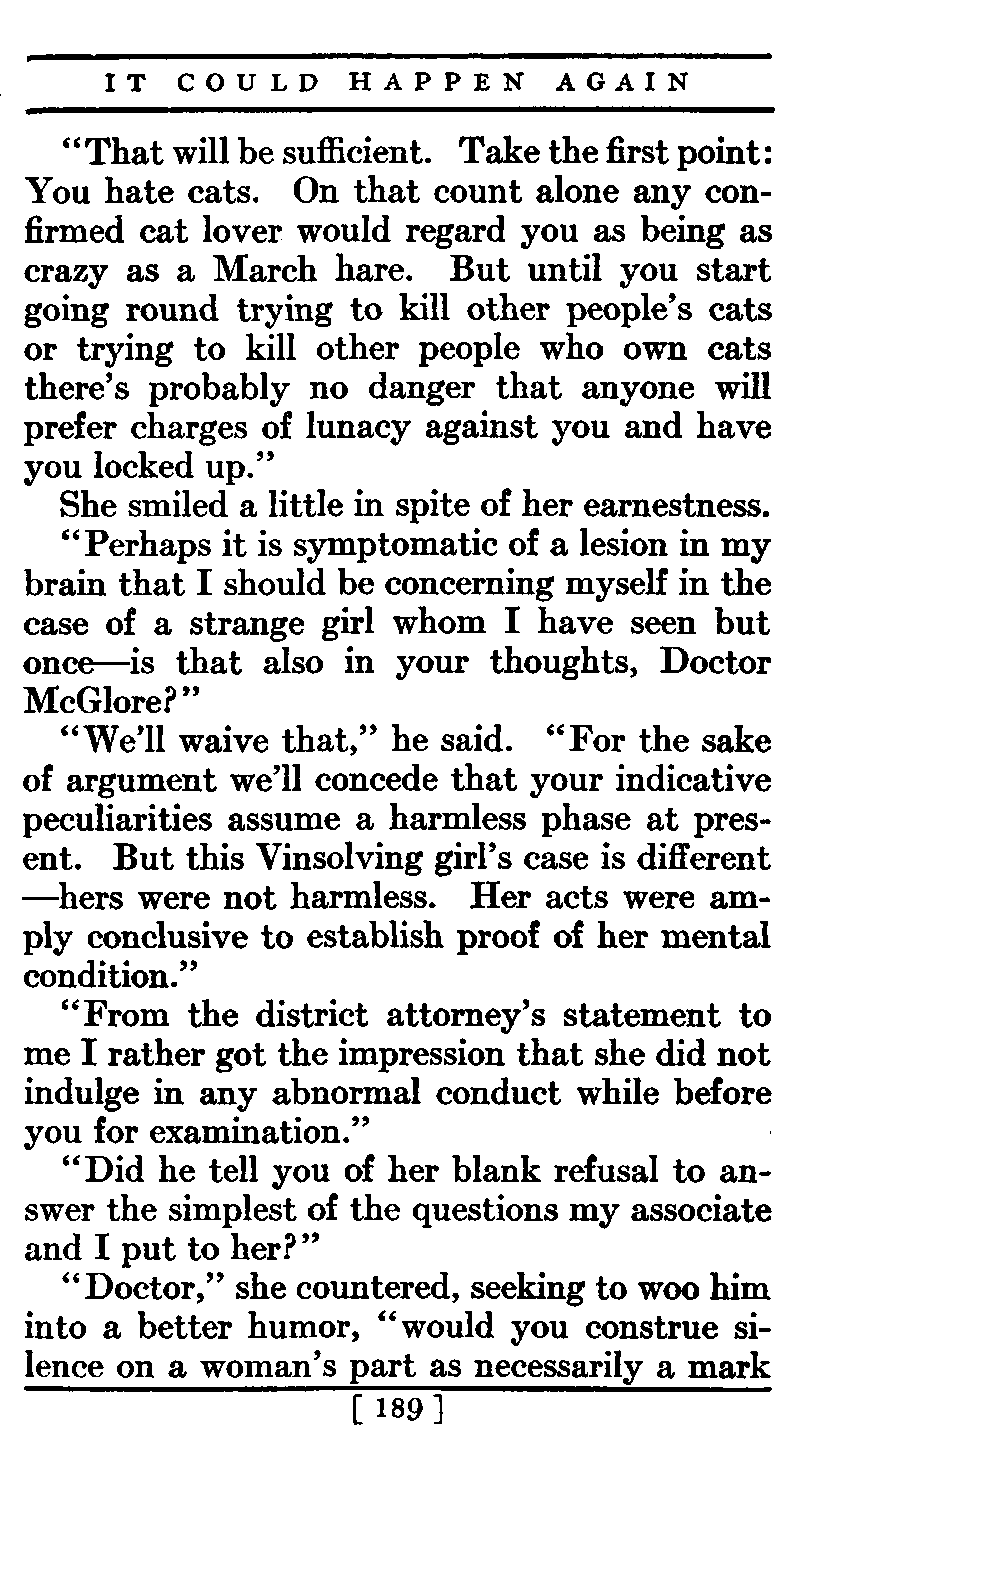 IT COULD HAPPEN AGAIN
“That will be sufficient. Take the first point:
You hate cats. On that count alone any con-
firmed cat lover would regard you as being as
crazy as a March hare. But until you start
going round trying to kill other people’s cats
or trying to kill other people who own cats
there’s probably no danger that anyone will
prefer charges of lunacy against you and have
you locked up.”
She smiled a little in spite of her earnestness.
“Perhaps it is symptomatic of a lesion in my
brain that I should be concerning myself in the
case of a strange girl whom I have seen but
once—is that also in your thoughts, Doctor
McGlore?”
“We’ll waive that,” he said. “For the sake
of argument we’ll concede that your indicative
peculiarities assume a harmless phase at pres-
ent. But this Vinsolving girl’s case is different
—hers were not harmless. Her acts were am-
ply conclusive to establish proof of her mental
condition.”
“From the district attorney’s statement to
me I rather got the impression that she did not
indulge in any abnormal conduct while before
you for examination.”
“Did he tell you of her blank refusal to an-
swer the simplest of the questions my associate
and I put to her?”
“Doctor,” she countered, seeking to woo him
into a better humor, “would you construe si-
lence on a woman’s part as necessarily a mark
[ 189 ]